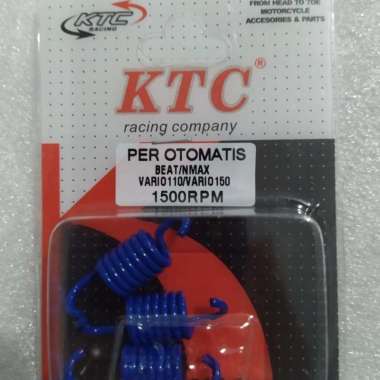 KTC
RACING
FROM HEAD TO TOE
MOTORCYCLE
ACCESORIES & PARTS
KTC®
racing company
PER OTOMATIS
BEAT/NMAX
VARIO110/VARIO150
1500RPM